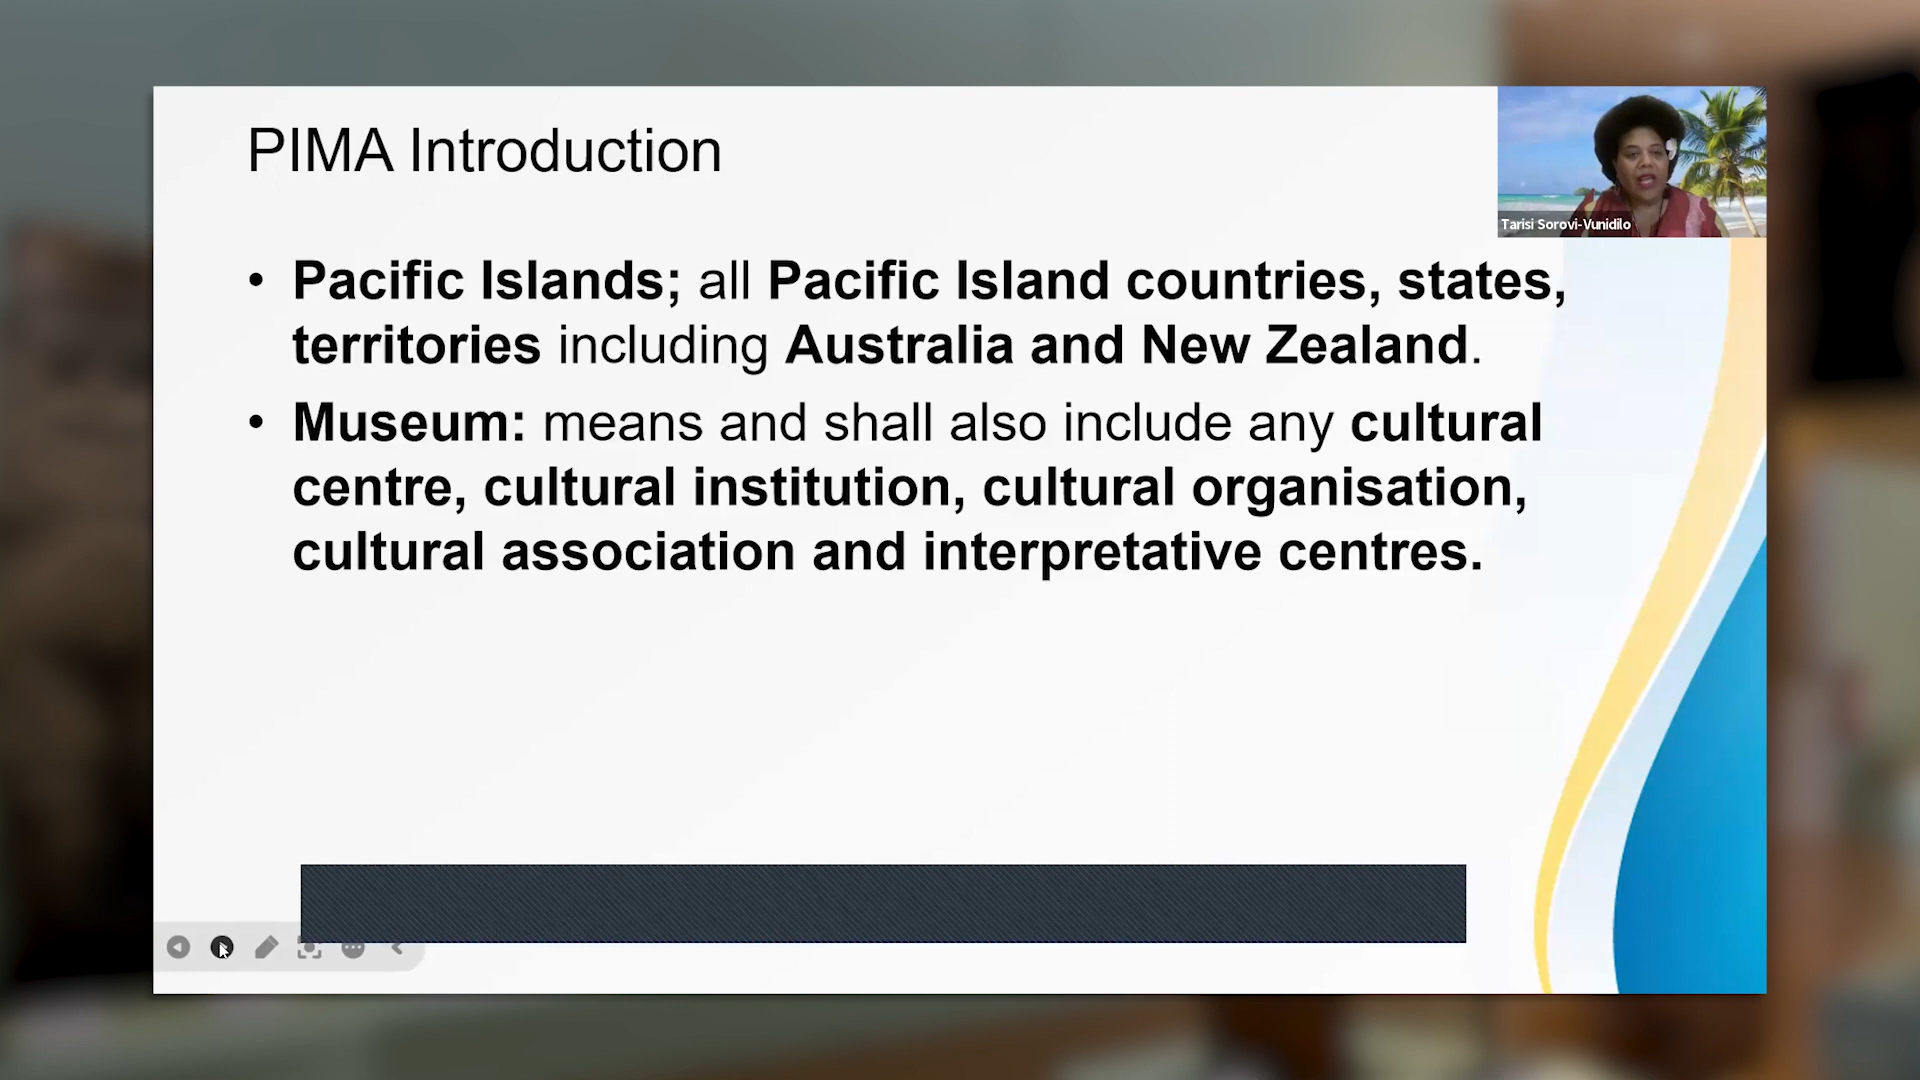 PIMA Introduction
Tarisi Sorovi-Vunidilo
• Pacific Islands; all Pacific Island countries, states,
territories including Australia and New Zealand.
• Museum: means and shall also include any cultural
centre, cultural institution, cultural organisation,
cultural association and interpretative centres.